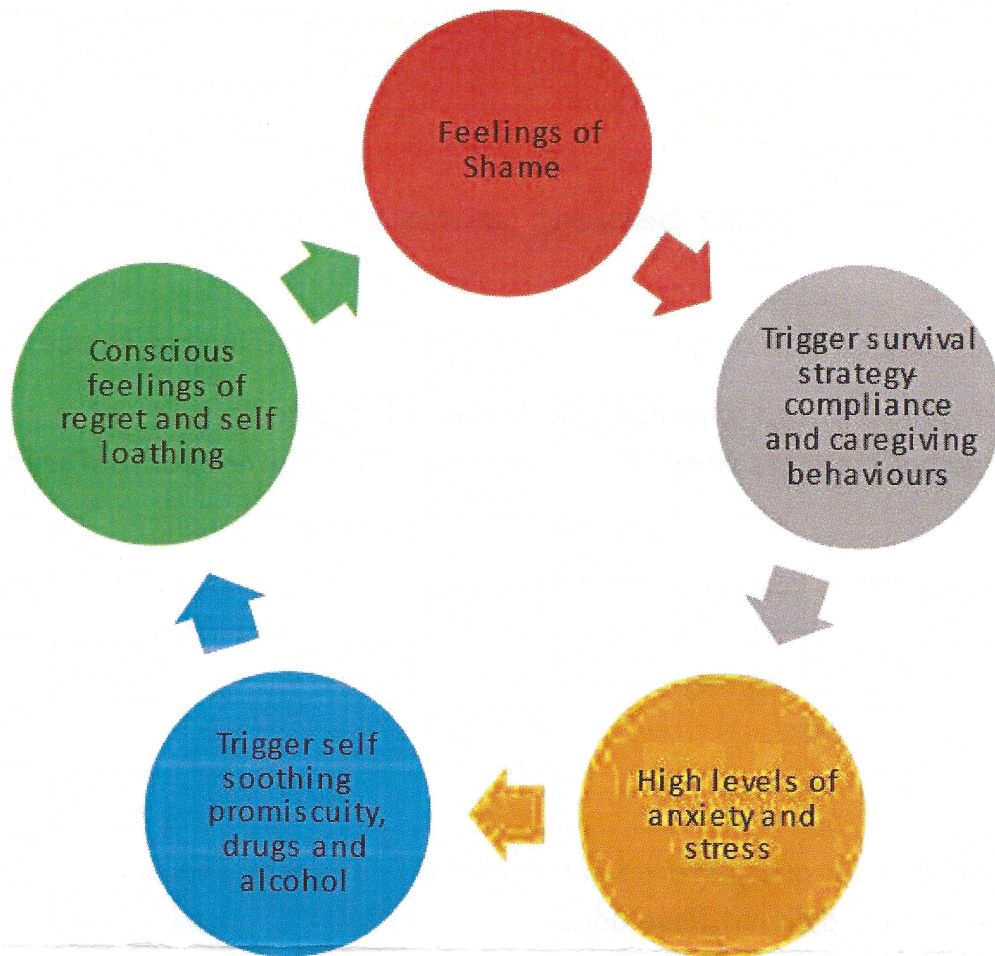 Feelings of
Shame
Trigger survival
strategy-
compliance
and caregiving
behaviours
High levels of
anxiety and
stress
Trigger self
soothing
promiscuity,
drugs and
alcohol
Conscious
feelings of
regret and self
loathing